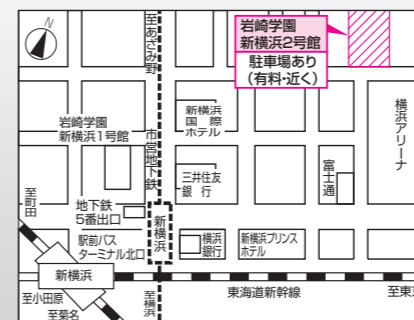 N
至あざみ野
岩崎学園
新横浜2号館
駐車場あり
(有料・近く)
横浜アリーナ
新横浜
国際
ホテル
岩崎学園
新横浜1号館
市営地下鉄
三井住友
銀行
富士通
至町田
地下鉄
5番出口
新横浜
駅前バス
ターミナル北口
横浜
銀行
新横浜プリンス
ホテル
新横浜
至小田原
至菊名
至横浜
東海道新幹線
至東京